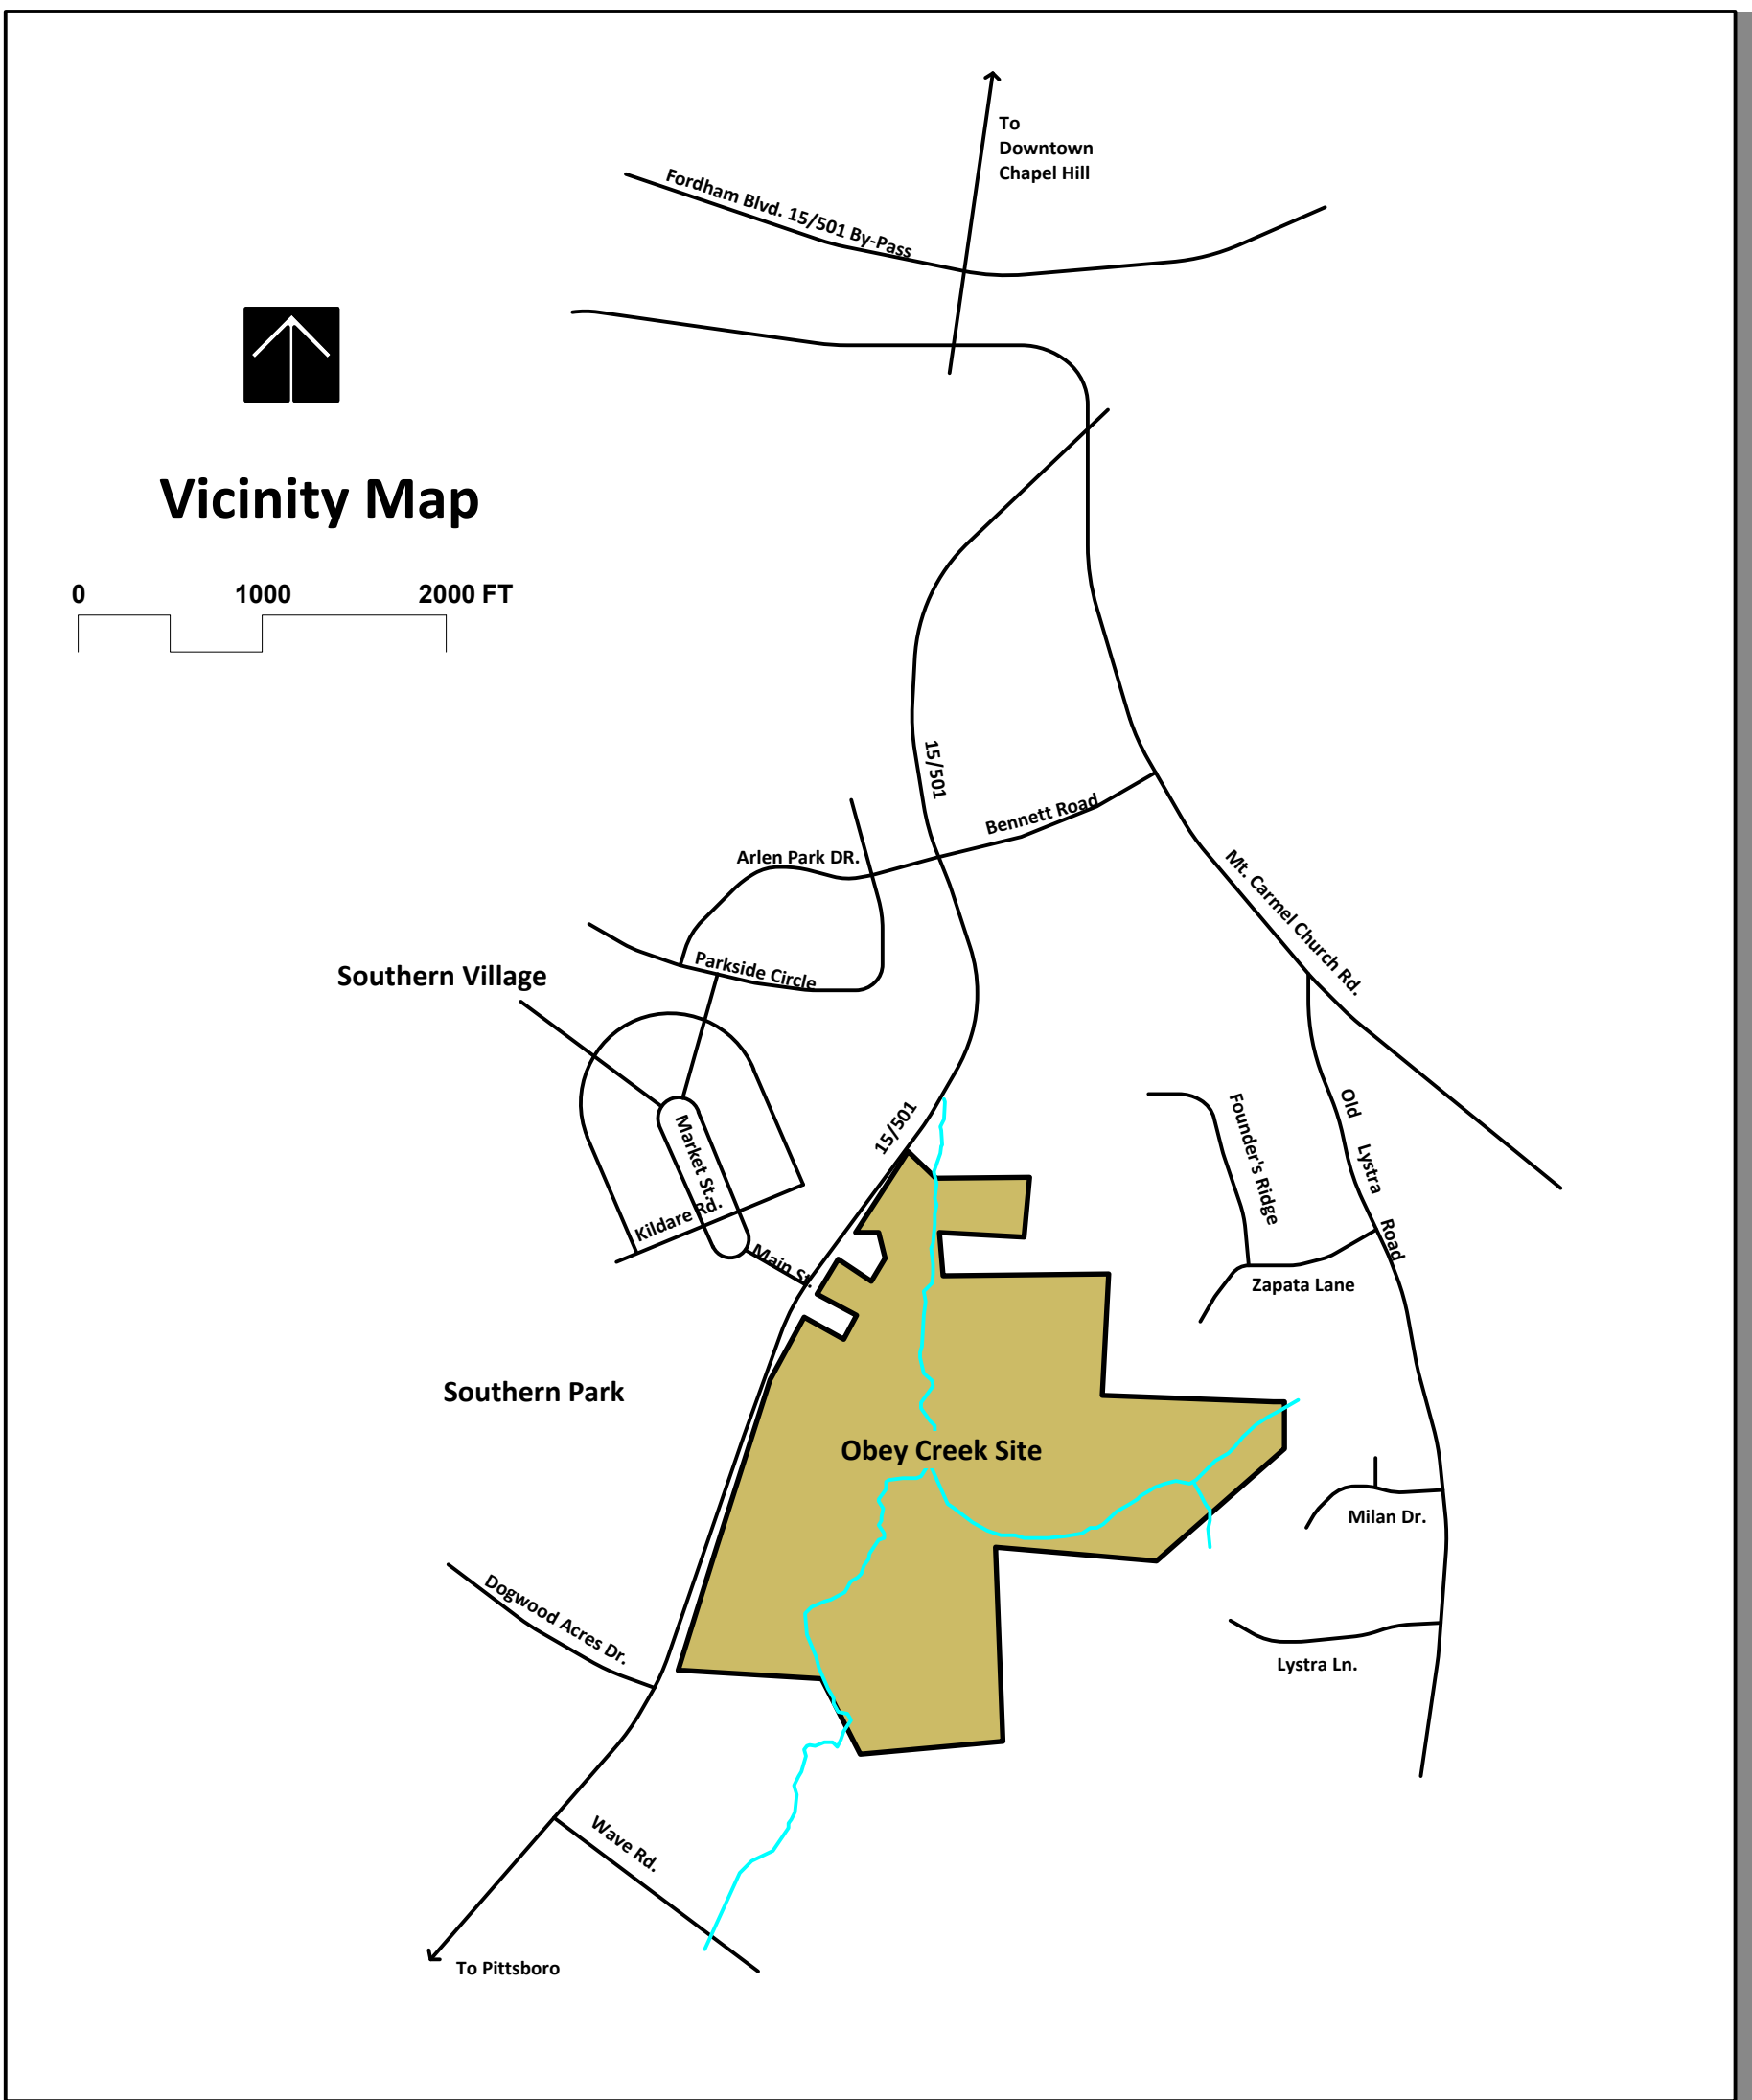 To
Downtown
Chapel Hill
Fordham Blvd. 15/501 By-Pass
Vicinity Map
0 1000 2000 FT
15/501
Bennett Road
Arlen Park DR.
Mt. Carmel Church Rd.
Parkside Circle
Southern Village
15/501
Market St.
Kildare Rd.
Main St.
Founder's Ridge
Old Lystra Road
Zapata Lane
Southern Park
Obey Creek Site
Milan Dr.
Dogwood Acres Dr.
Lystra Ln.
Wave Rd.
To Pittsboro